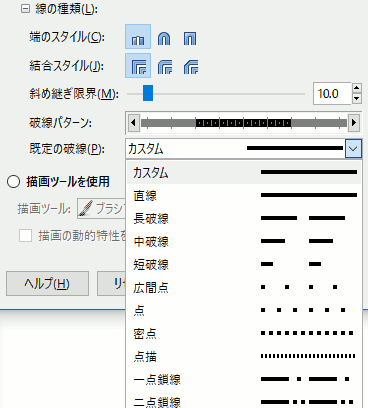 線の種類(L):
端のスタイル(C):
結合スタイル(J):
斜め継ぎ限界(M): 10.0
破線パターン:
既定の破線(P): カスタム
カスタム
直線
長破線
中破線
短破線
広間点
点
密点
点描
一点鎖線
二点鎖線
描画ツールを使用
描画ツール: ブラシ
描画の動的特性を
ヘルプ(H) リセ